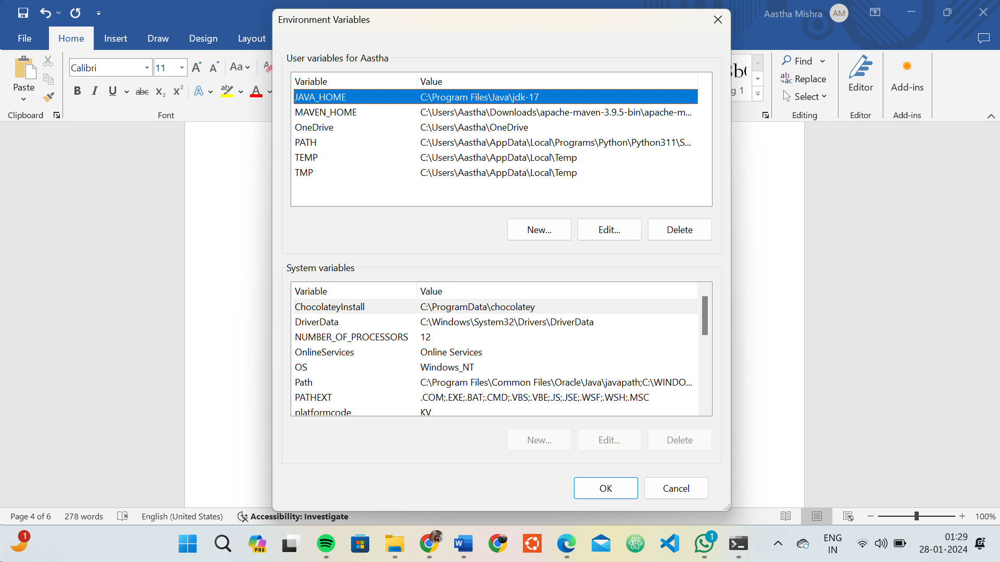 Aastha Mishra AM
Environment Variables
File Home Insert Draw Design Layout
User variables for Aastha
Variable Value
JAVA_HOME C:\Program Files\Java\jdk-17
MAVEN_HOME C:\Users\Aastha\Downloads\apache-maven-3.9.5-bin\apache-m...
OneDrive C:\Users\Aastha\OneDrive
PATH C:\Users\Aastha\AppData\Local\Programs\Python\Python311\S...
TEMP C:\Users\Aastha\AppData\Local\Temp
TMP C:\Users\Aastha\AppData\Local\Temp
New... Edit... Delete
System variables
Variable Value
ChocolateyInstall C:\ProgramData\chocolatey
DriverData C:\Windows\System32\Drivers\DriverData
NUMBER_OF_PROCESSORS 12
OnlineServices Online Services
OS Windows_NT
Path C:\Program Files\Common Files\Oracle\Java\javapath;C:\WINDO...
PATHEXT .COM;.EXE;.BAT;.CMD;.VBS;.VBE;.JS;.JSE;.WSF;.WSH;.MSC
platformcode KV
New... Edit... Delete
OK Cancel
Paste
Clipboard
Calibri 11 Aa
B I U abc x2 x2 A ab A
Font
g 1
Find
Replace
Select
Editing
Editor
Editor
Add-ins
Add-ins
Page 4 of 6 278 words English (United States) Accessibility: Investigate 100%
1 PRE W 1
ENG
IN
01:29
28-01-2024